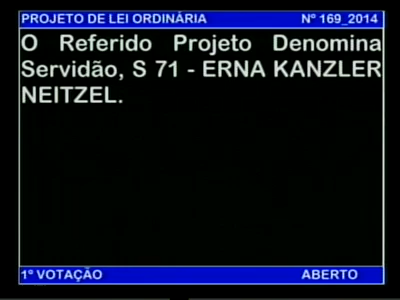 PROJETO DE LEI ORDINÁRIA Nº 169_2014
O Referido Projeto Denomina
Servidão, S 71 - ERNA KANZLER
NEITZEL.
1º VOTAÇÃO ABERTO